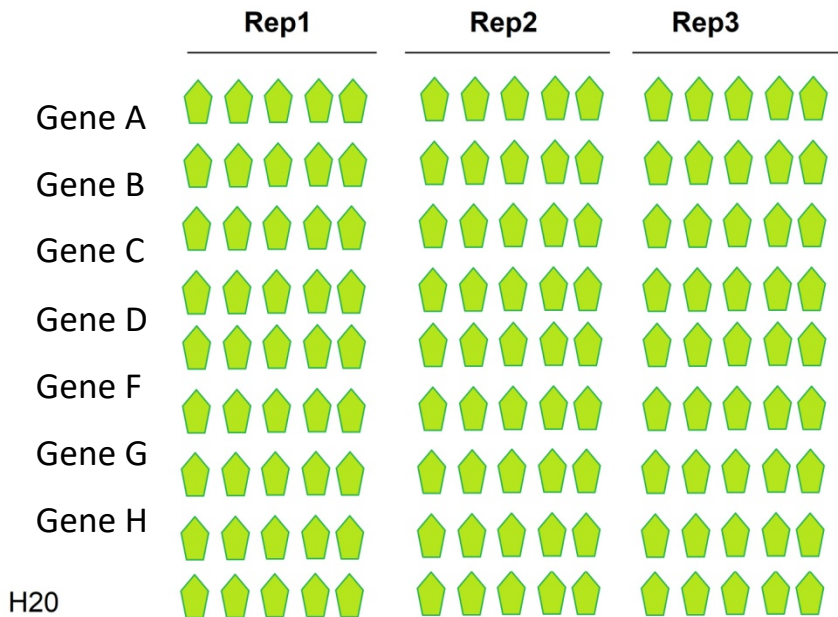 Rep1 Rep2 Rep3
Gene A
Gene B
Gene C
Gene D
Gene F
Gene G
Gene H
H20